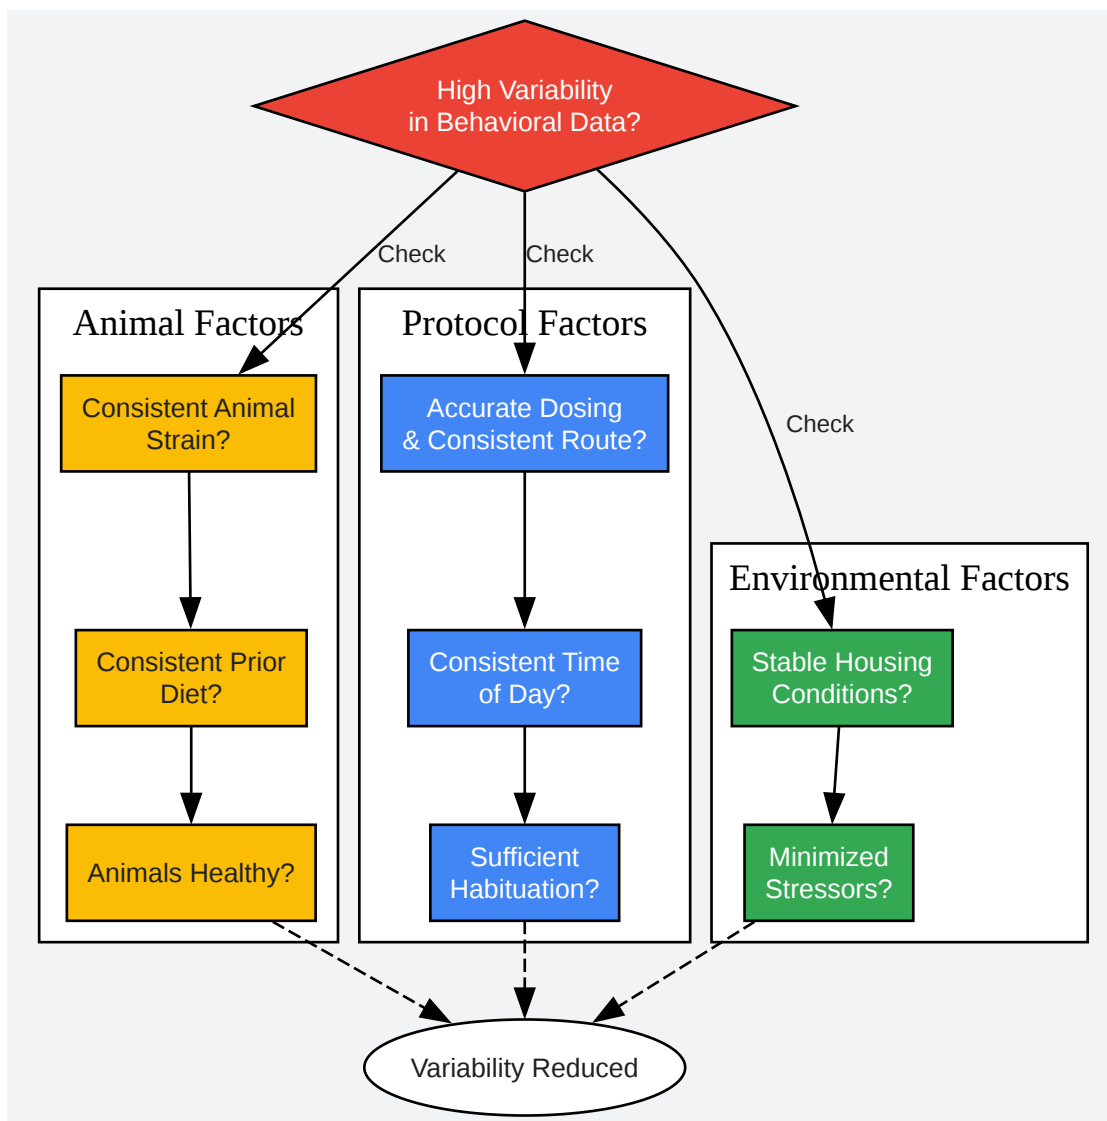 High Variability
in Behavioral Data?
Check
Check
Check
Animal Factors
Consistent Animal
Strain?
Consistent Prior
Diet?
Animals Healthy?
Protocol Factors
Accurate Dosing
& Consistent Route?
Consistent Time
of Day?
Sufficient
Habituation?
Environmental Factors
Stable Housing
Conditions?
Minimized
Stressors?
Variability Reduced